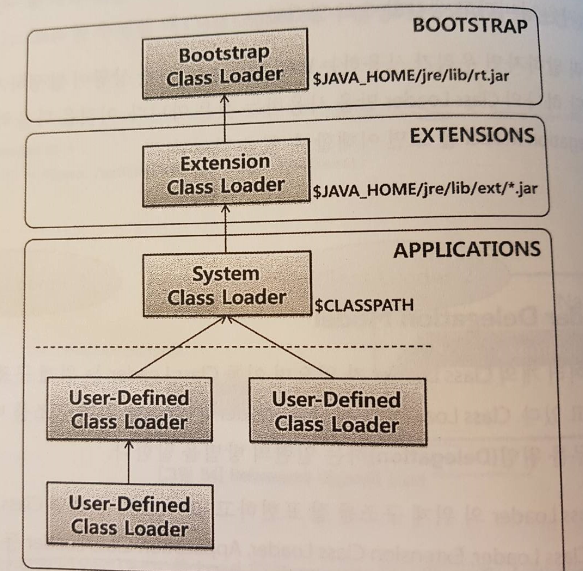 BOOTSTRAP
Bootstrap
Class Loader
$JAVA_HOME/jre/lib/rt.jar
EXTENSIONS
Extension
Class Loader
$JAVA_HOME/jre/lib/ext/*.jar
APPLICATIONS
System
Class Loader
$CLASSPATH
User-Defined
Class Loader
User-Defined
Class Loader
User-Defined
Class Loader